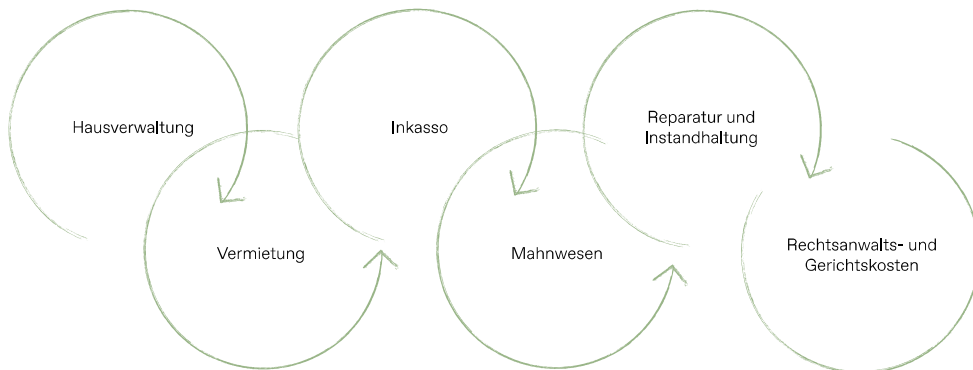 Hausverwaltung
Vermietung
Inkasso
Mahnwesen
Reparatur und
Instandhaltung
Rechtsanwalts- und
Gerichtskosten